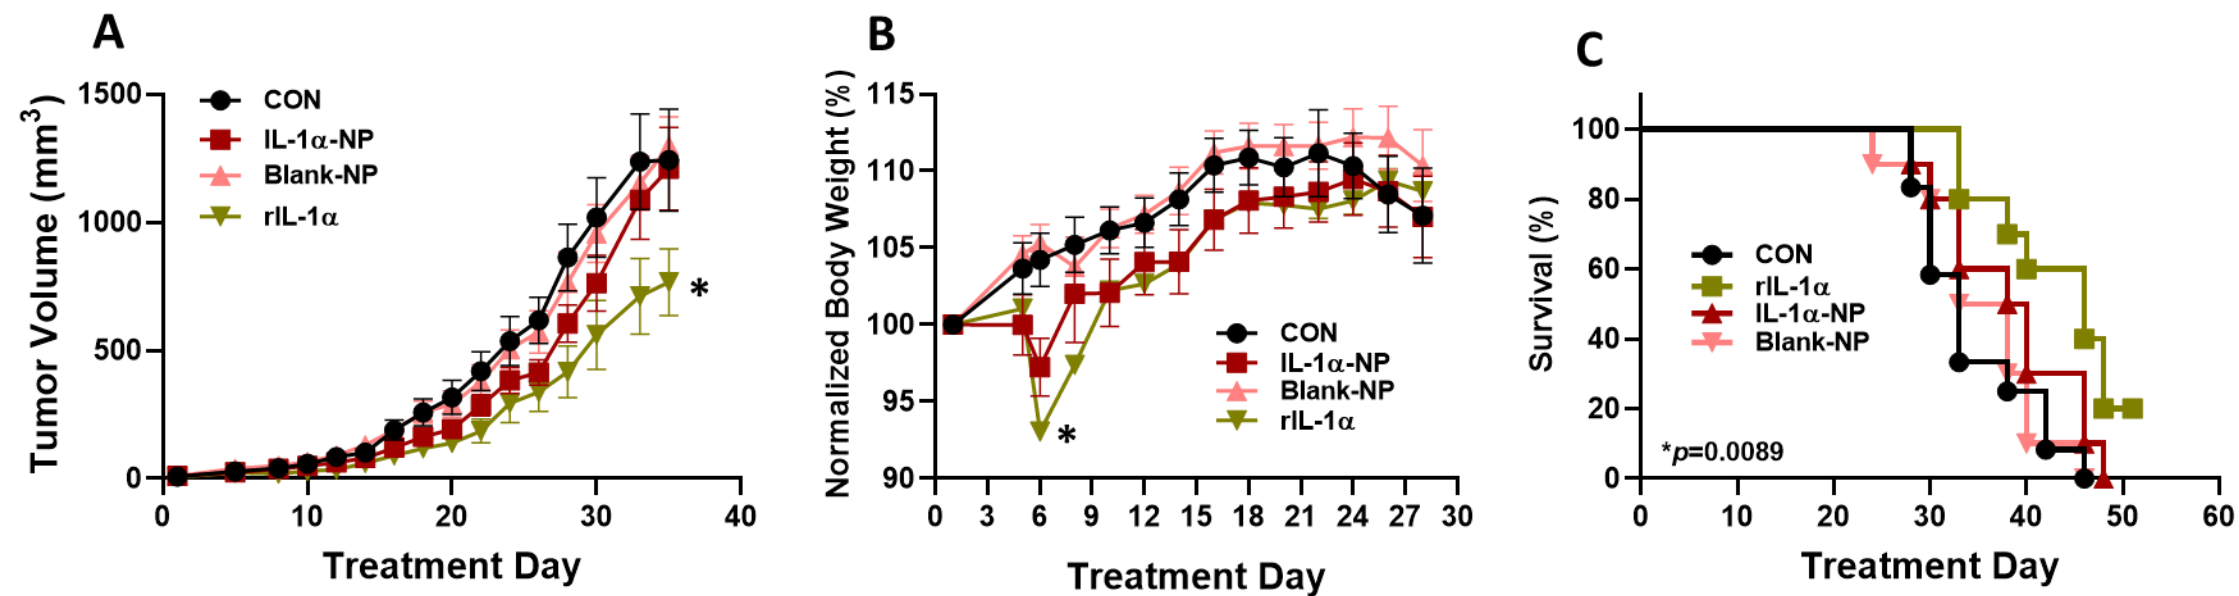 A
Tumor Volume (mm³)
1500
1000
500
0
CON
IL-1α-NP
Blank-NP
rIL-1α
*
0 10 20 30 40
Treatment Day
B
Normalized Body Weight (%)
115
110
105
100
95
90
CON
IL-1α-NP
Blank-NP
rIL-1α
*
0 3 6 9 12 15 18 21 24 27 30
Treatment Day
C
Survival (%)
100
80
60
40
20
0
CON
rIL-1α
IL-1α-NP
Blank-NP
*p=0.0089
0 10 20 30 40 50 60
Treatment Day